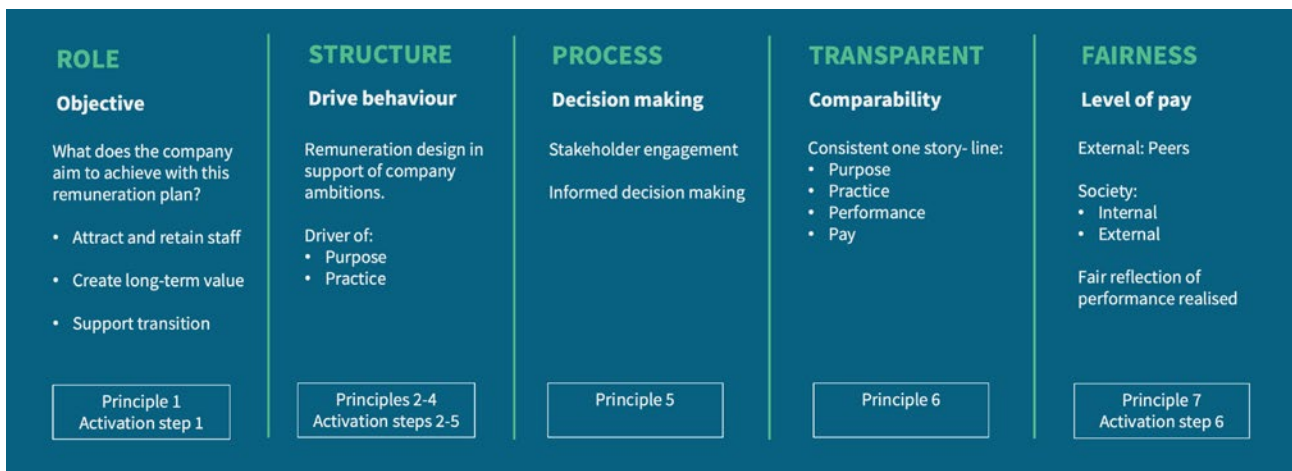 ROLE
Objective
What does the company
aim to achieve with this
remuneration plan?
• Attract and retain staff
• Create long-term value
• Support transition
Principle 1
Activation step 1
STRUCTURE
Drive behaviour
Remuneration design in
support of company
ambitions.
Driver of:
• Purpose
• Practice
Principles 2-4
Activation steps 2-5
PROCESS
Decision making
Stakeholder engagement
Informed decision making
Principle 5
TRANSPARENT
Comparability
Consistent one story- line:
• Purpose
• Practice
• Performance
• Pay
Principle 6
FAIRNESS
Level of pay
External: Peers
Society:
• Internal
• External
Fair reflection of
performance realised
Principle 7
Activation step 6